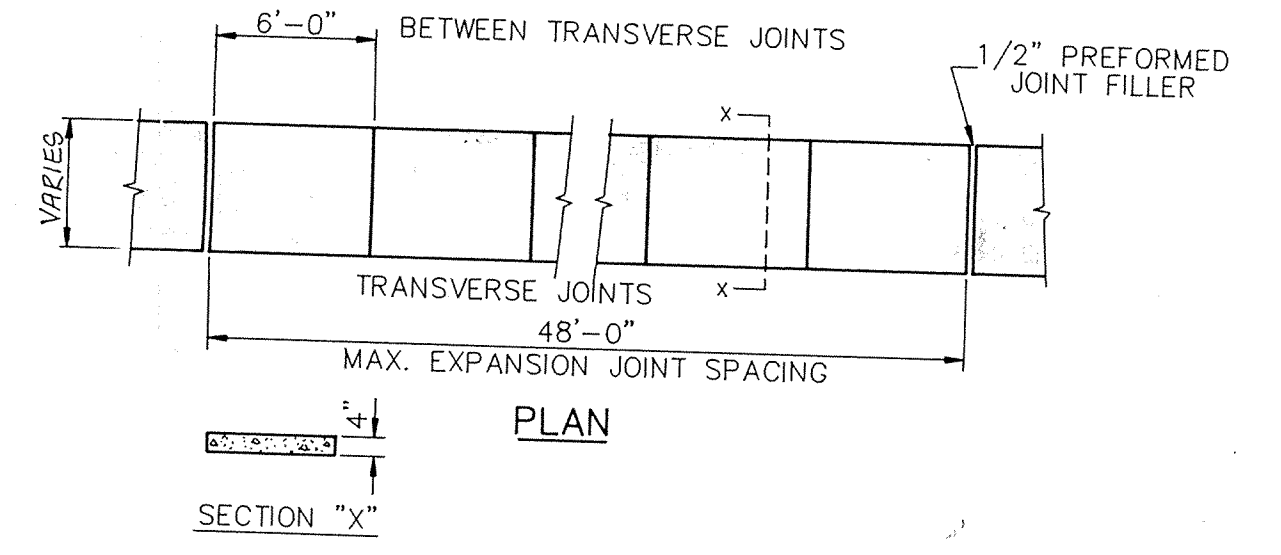 6'-0" BETWEEN TRANSVERSE JOINTS
1/2" PREFORMED
JOINT FILLER
X
VARIES
TRANSVERSE JOINTS
X
48'-0"
MAX. EXPANSION JOINT SPACING
4"
PLAN
SECTION "X"